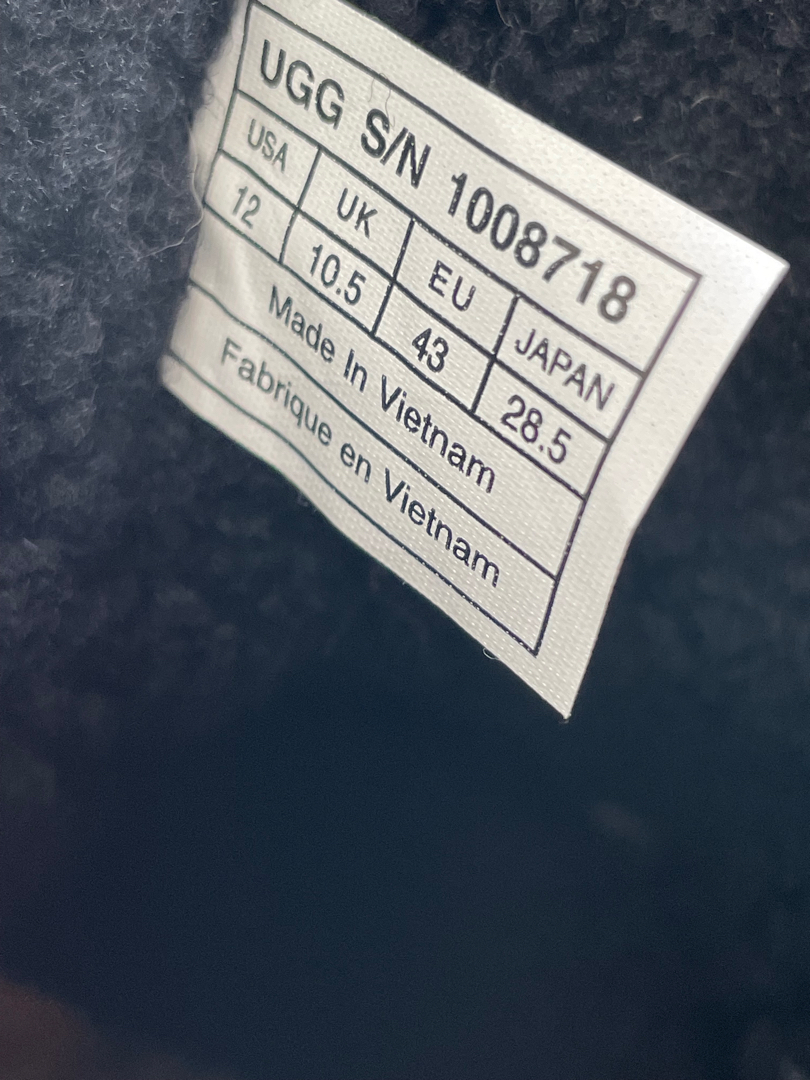 UGG S/N 1008718
USA UK EU JAPAN
12 10.5 43 28.5
Made In Vietnam
Fabrique en Vietnam